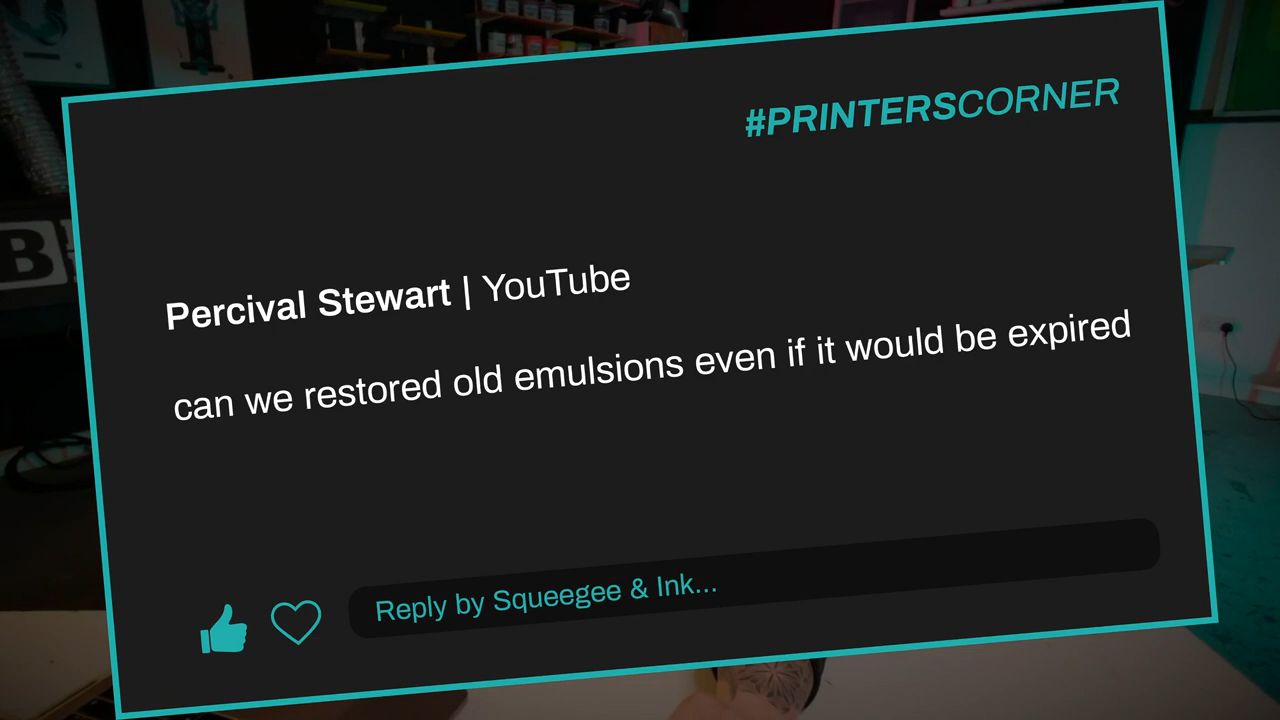 #PRINTERSCORNER
B
Percival Stewart | YouTube
can we restored old emulsions even if it would be expired
Reply by Squeegee & Ink...